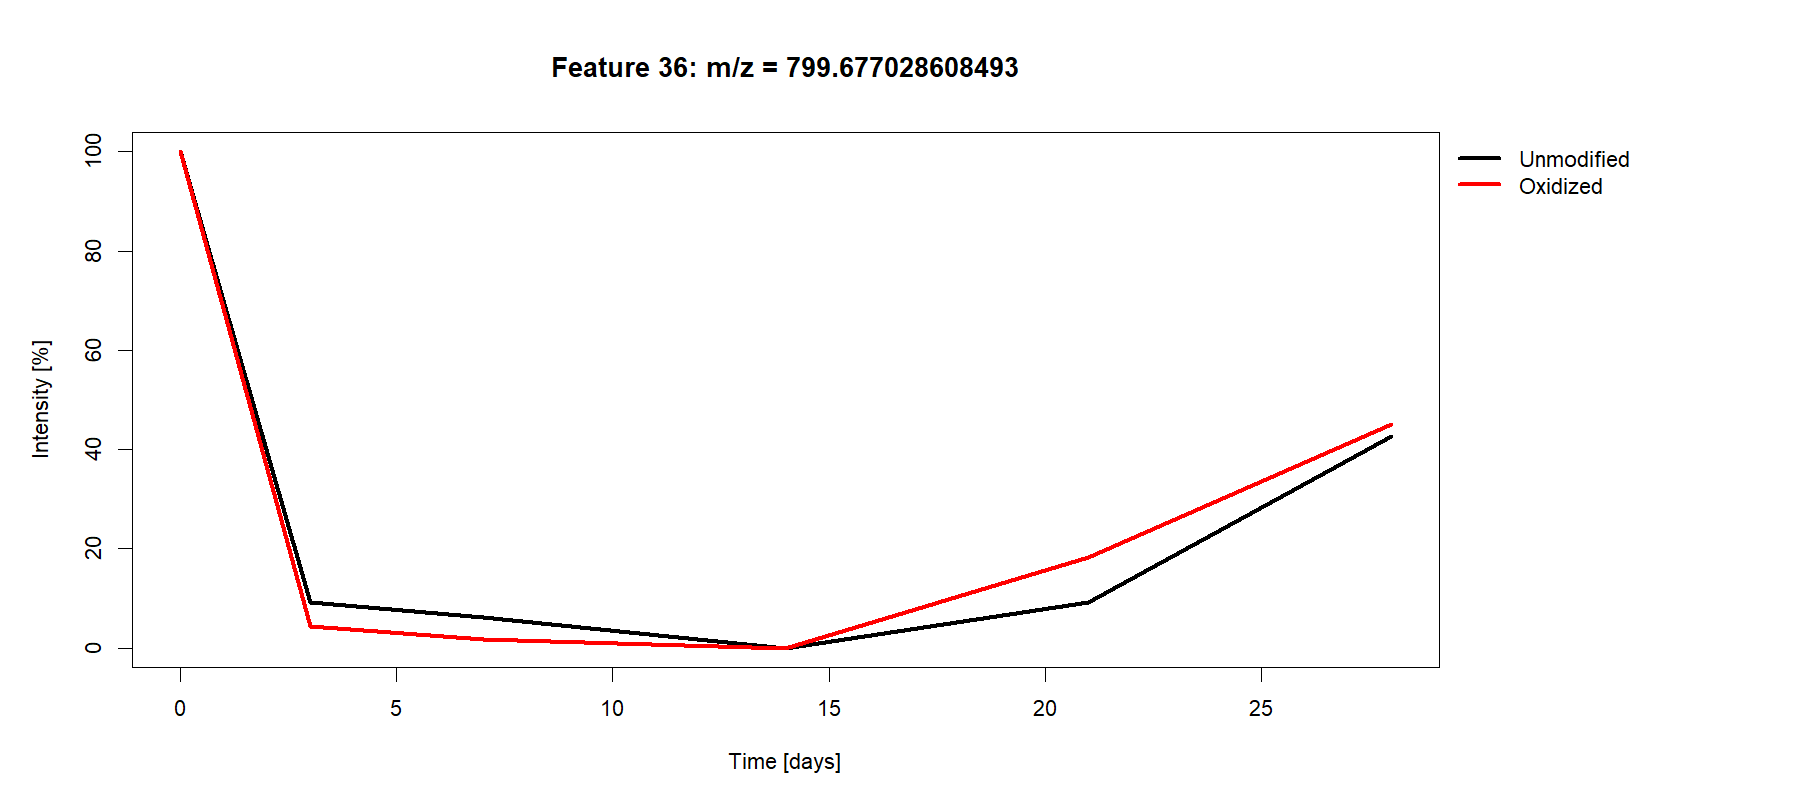 Feature 36: m/z = 799.677028608493
Unmodified
Oxidized
Intensity [%]
100
80
60
40
20
0
0 5 10 15 20 25
Time [days]